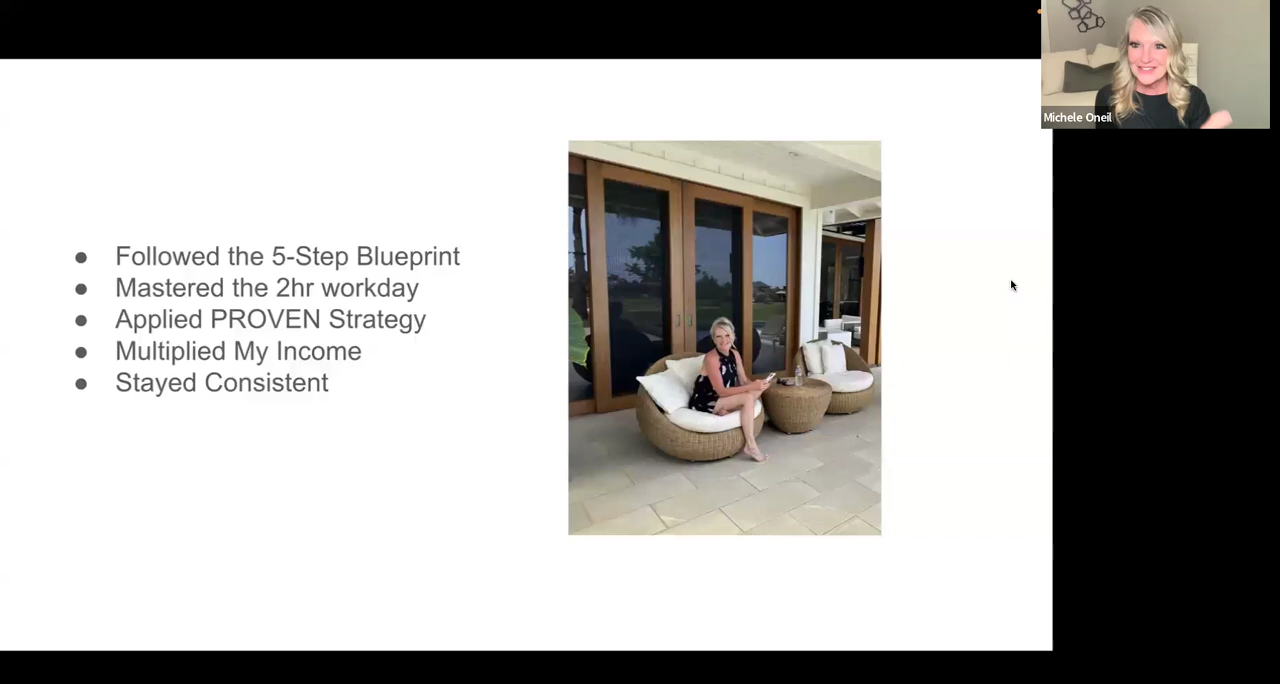 Michele Oneil
● Followed the 5-Step Blueprint
● Mastered the 2hr workday
● Applied PROVEN Strategy
● Multiplied My Income
● Stayed Consistent